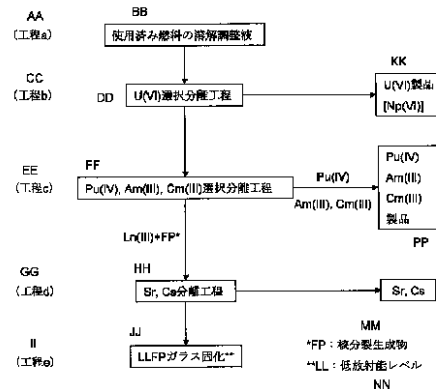 AA
(工程a)
BB
使用済み燃料の溶解調整液
CC
(工程b)
DD
U(VI)選択分離工程
KK
U(VI)製品
[Np(VI)]
EE
(工程c)
FF
Pu(IV), Am(III), Cm(III)選択分離工程
Pu(IV)
Am(III), Cm(III)
Pu(IV)
Am(III)
Cm(III)
製品
PP
Ln(III)+FP*
GG
(工程d)
HH
Sr, Cs分離工程
Sr, Cs
II
(工程e)
JJ
LLFPガラス固化**
MM
*FP:核分裂生成物
**LL:低放射能レベル
NN